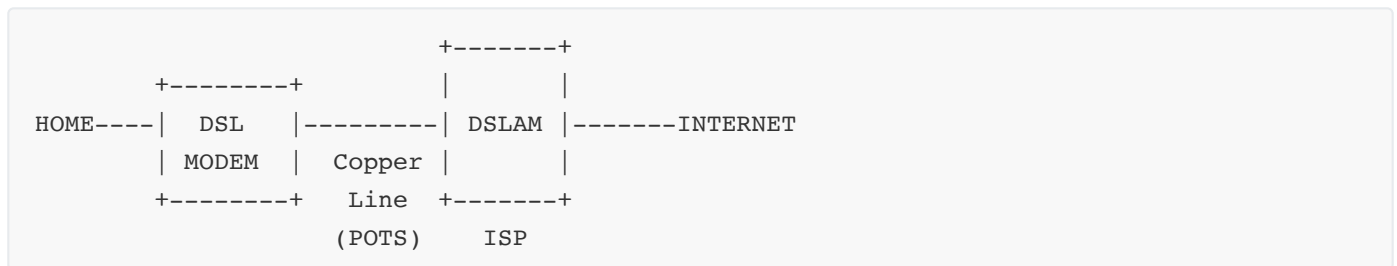 +-------+
        +--------+        |       |
HOME----|  DSL   |---------| DSLAM |-------INTERNET
        | MODEM  |  Copper |       |
        +--------+   Line  +-------+
                    (POTS)    ISP